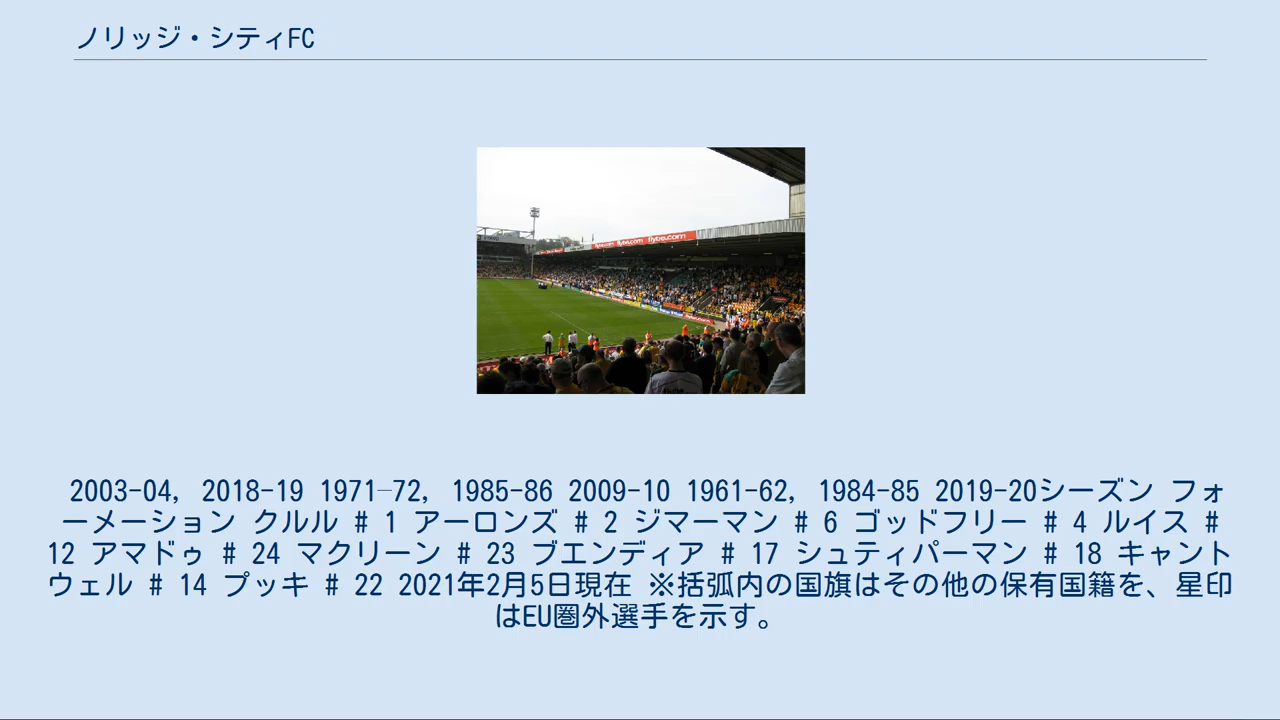 ノリッジ・シティFC
flybe.com flybe.com flybe.com
2003-04, 2018-19 1971–72, 1985-86 2009-10 1961-62, 1984-85 2019-20シーズン フォ
ーメーション クルル # 1 アーロンズ # 2 ジマーマン # 6 ゴッドフリー # 4 ルイス #
12 アマドゥ # 24 マクリーン # 23 ブエンディア # 17 シュティパーマン # 18 キャント
ウェル # 14 プッキ # 22 2021年2月5日現在 ※括弧内の国旗はその他の保有国籍を、星印
はEU圏外選手を示す。